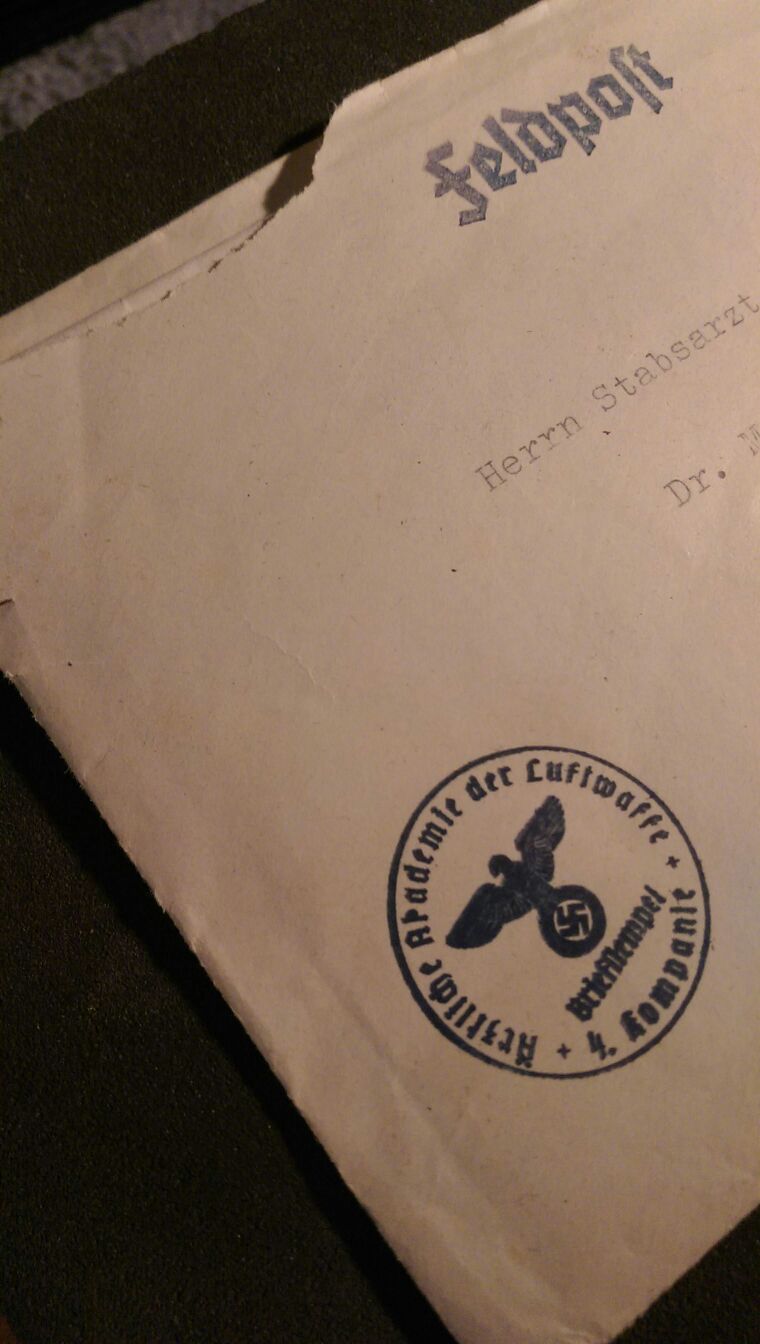 Feldpost
Herrn Stabsarzt
Dr. M
Ärztliche Akademie der Luftwaffe
Briefstempel
+ 4. Kompanie +